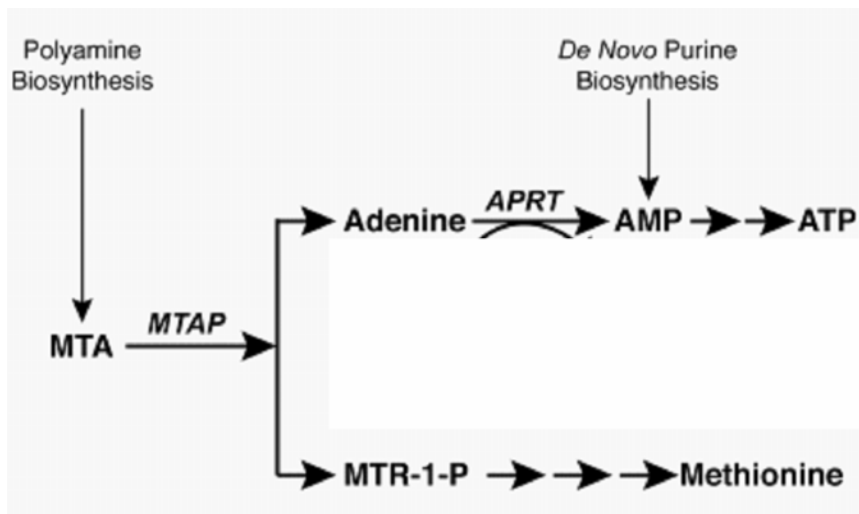 Polyamine
Biosynthesis
De Novo Purine
Biosynthesis
APRT
Adenine
AMP
ATP
MTAP
MTA
MTR-1-P
Methionine